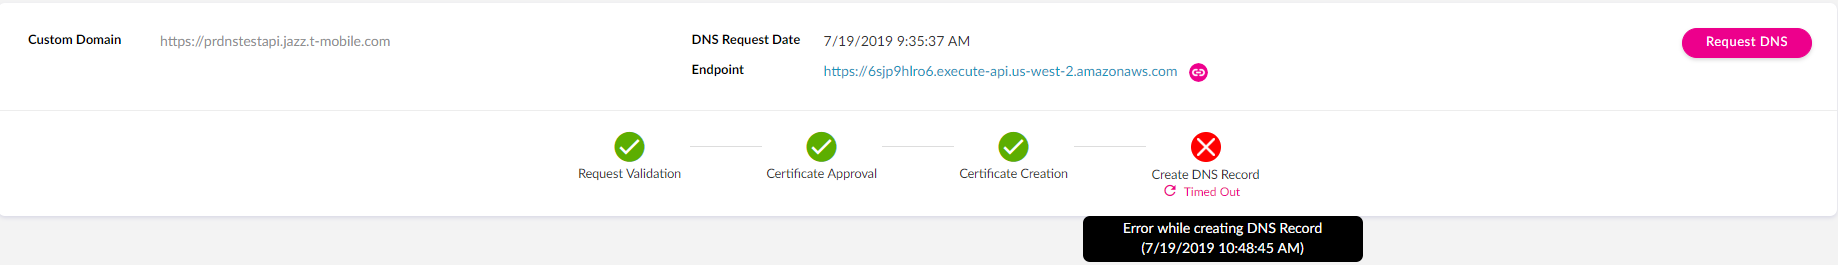 Custom Domain https://prdnstestapi.jazz.t-mobile.com
DNS Request Date 7/19/2019 9:35:37 AM
Request DNS
Endpoint https://6sjp9hlro6.execute-api.us-west-2.amazonaws.com
Request Validation
Certificate Approval
Certificate Creation
Create DNS Record
Timed Out
Error while creating DNS Record
(7/19/2019 10:48:45 AM)